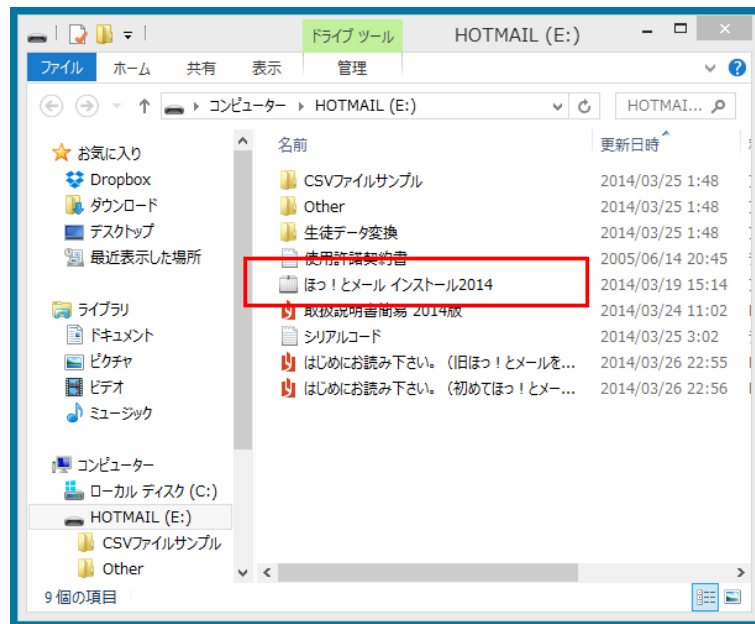 ドライブ ツール HOTMAIL (E:)
ファイル ホーム 共有 表示 管理
コンピューター HOTMAIL (E:) HOTMAI...
お気に入り
Dropbox
ダウンロード
デスクトップ
最近表示した場所
ライブラリ
ドキュメント
ピクチャ
ビデオ
ミュージック
コンピューター
ローカル ディスク (C:)
HOTMAIL (E:)
CSVファイルサンプル
Other
名前 更新日時
CSVファイルサンプル 2014/03/25 1:48
Other 2014/03/25 1:48
生徒データ変換 2014/03/25 1:48
使用許諾契約書 2005/06/14 20:45
ほっ！とメール インストール2014 2014/03/19 15:14
取扱説明書簡易 2014版 2014/03/24 11:02
シリアルコード 2014/03/25 3:02
はじめにお読み下さい。（旧ほっ！とメールを... 2014/03/26 22:55
はじめにお読み下さい。（初めてほっ！とメー... 2014/03/26 22:56
9 個の項目